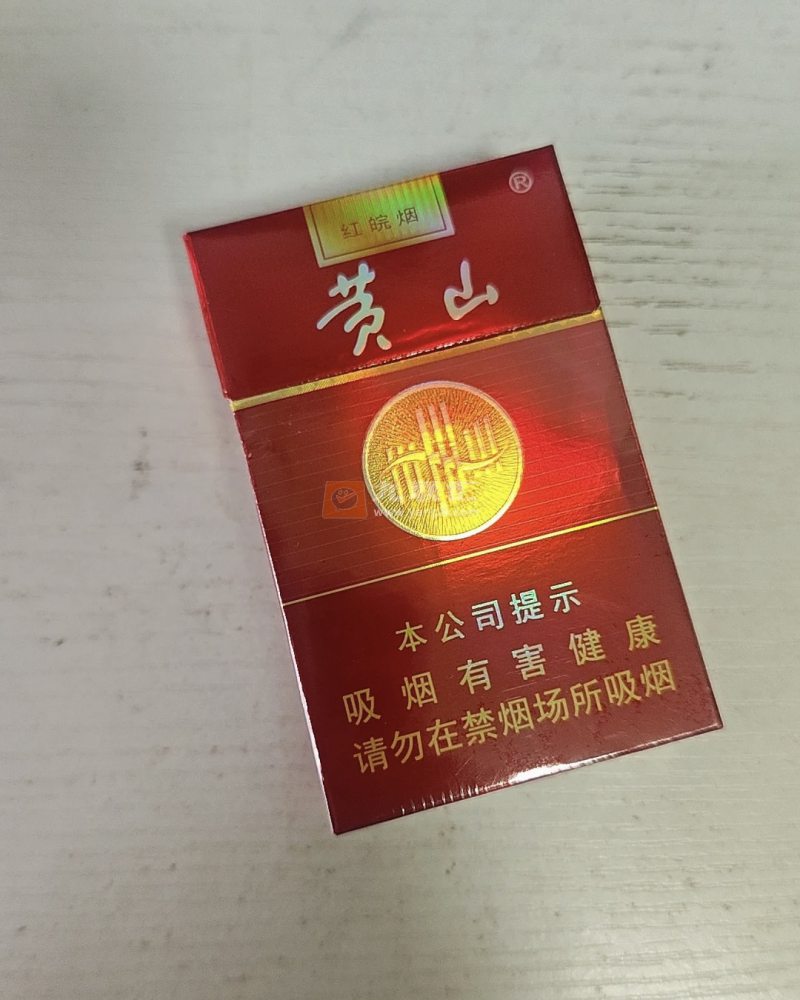 红皖烟
®
黄山
本公司提示
吸烟有害健康
请勿在禁烟场所吸烟